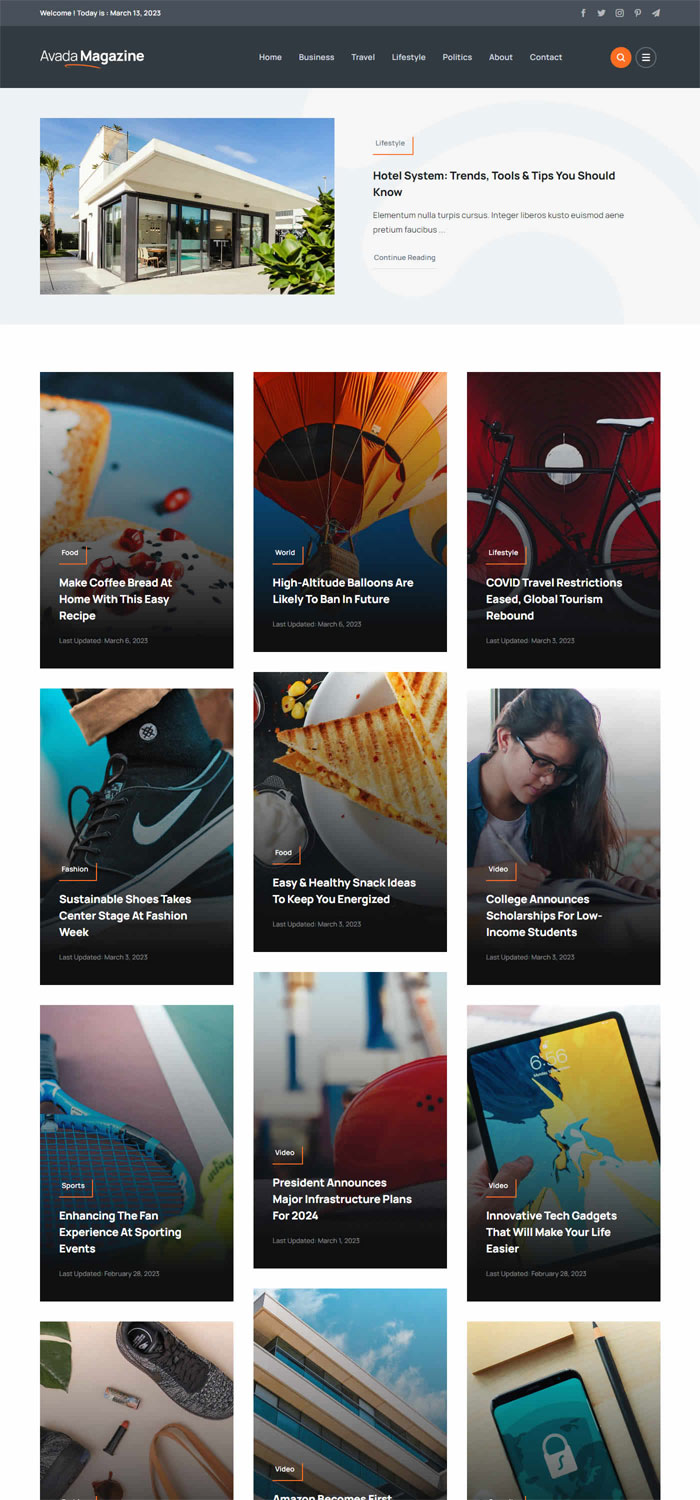 Welcome ! Today is : March 13, 2023
Avada Magazine
Home Business Travel Lifestyle Politics About Contact
Lifestyle
Hotel System: Trends, Tools & Tips You Should
Know
Elementum nulla turpis cursus. Integer liberos kusto euismod aene
pretium faucibus ...
Continue Reading
Food
Make Coffee Bread At
Home With This Easy
Recipe
Last Updated: March 6, 2023
World
High-Altitude Balloons Are
Likely To Ban In Future
Last Updated: March 6, 2023
Lifestyle
COVID Travel Restrictions
Eased, Global Tourism
Rebound
Last Updated: March 3, 2023
Fashion
Sustainable Shoes Takes
Center Stage At Fashion
Week
Last Updated: March 3, 2023
Food
Easy & Healthy Snack Ideas
To Keep You Energized
Last Updated: March 3, 2023
Video
College Announces
Scholarships For Low-
Income Students
Last Updated: March 3, 2023
Sports
Enhancing The Fan
Experience At Sporting
Events
Last Updated: February 28, 2023
Video
President Announces
Major Infrastructure Plans
For 2024
Last Updated: March 1, 2023
6:56
Video
Innovative Tech Gadgets
That Will Make Your Life
Easier
Last Updated: February 28, 2023
Video
Amazon Becomes First